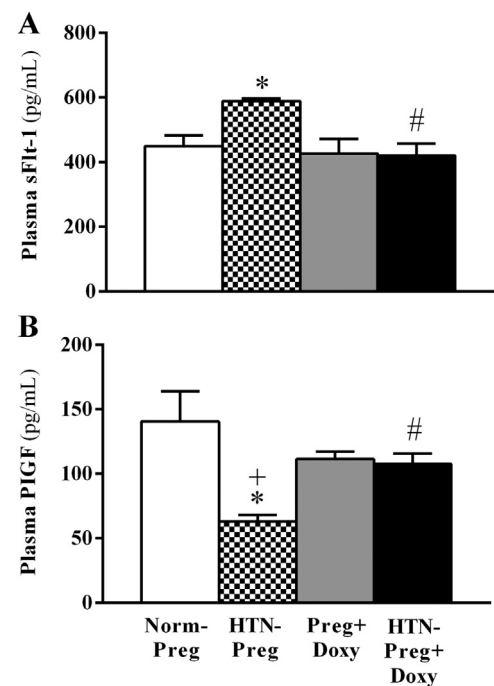 A
Plasma sFlt-1 (pg/mL)
800
600
400
200
0
*
#
B
Plasma PIGF (pg/mL)
200
150
100
50
0
+
*
#
Norm-
Preg
HTN-
Preg
Preg+
Doxy
HTN-
Preg+
Doxy